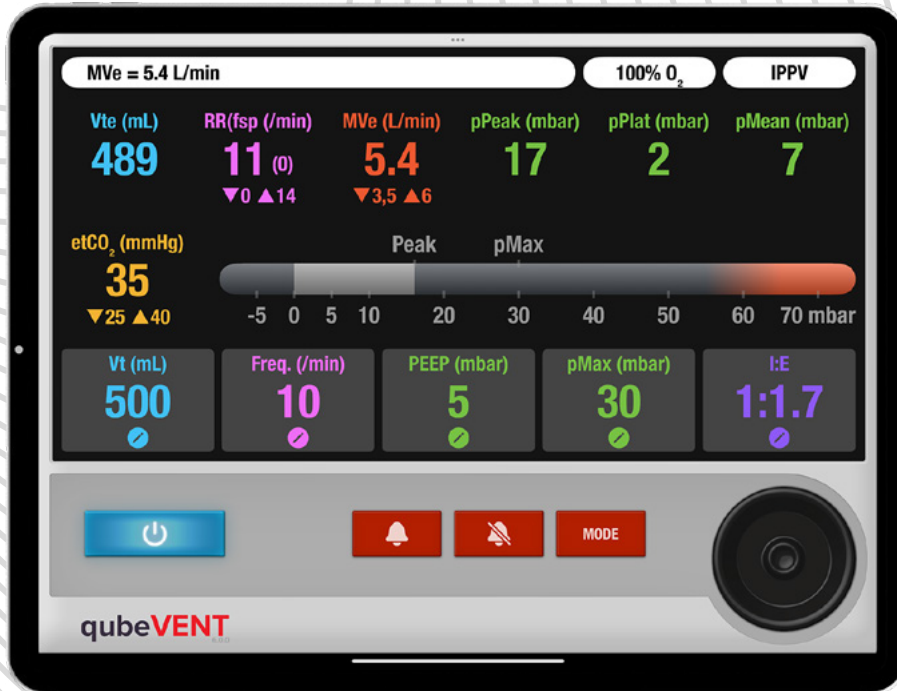 MVe = 5.4 L/min 100% O₂ IPPV
Vte (mL) RR(fsp (/min) MVe (L/min) pPeak (mbar) pPlat (mbar) pMean (mbar)
489 11 (0) 5.4 17 2 7
▼0 ▲14 ▼3,5 ▲6
etCO₂ (mmHg) Peak pMax
35
▼25 ▲40 -5 0 5 10 20 30 40 50 60 70 mbar
Vt (mL) Freq. (/min) PEEP (mbar) pMax (mbar) I:E
500 10 5 30 1:1.7
MODE
qubeVENT